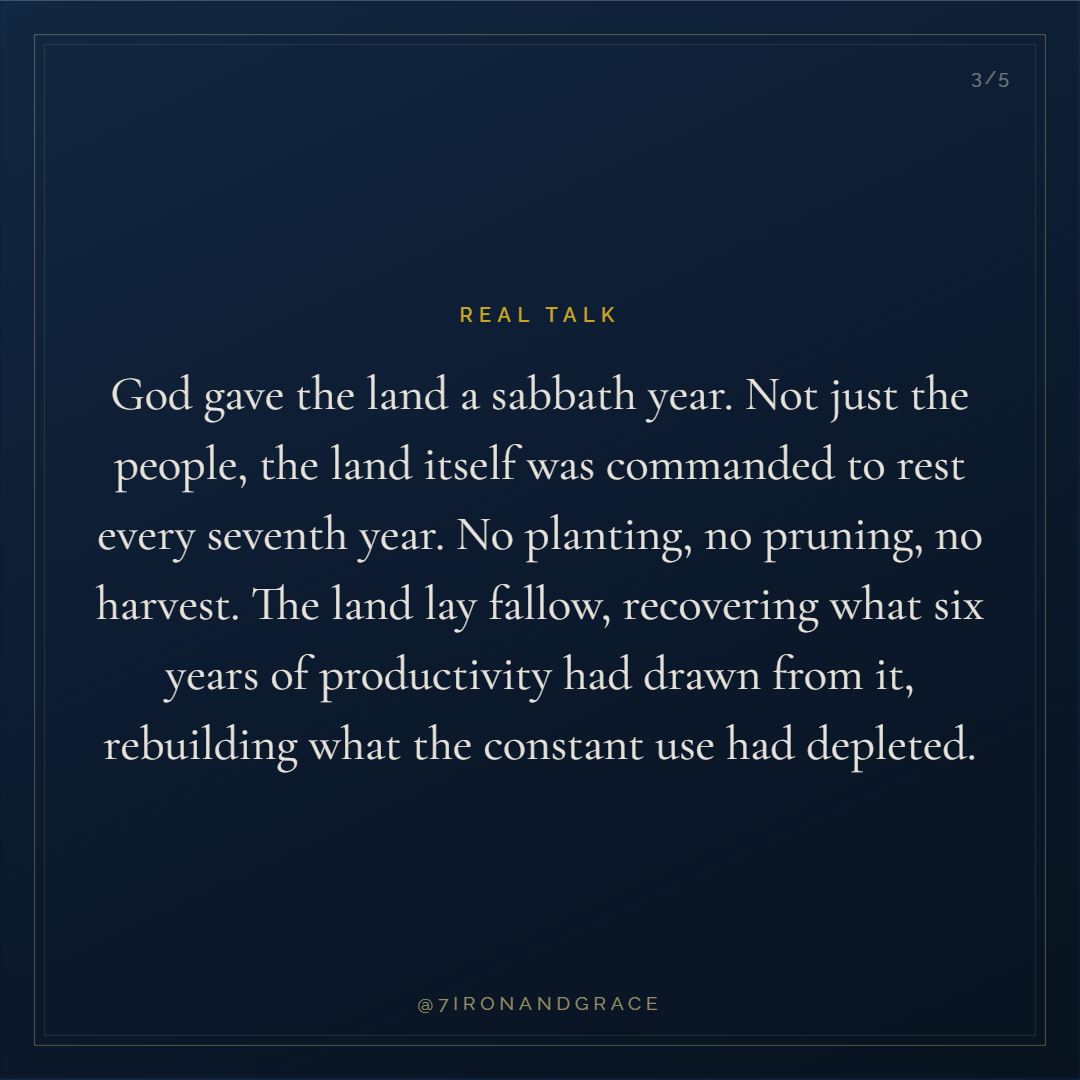 3/5
REAL TALK
God gave the land a sabbath year. Not just the
people, the land itself was commanded to rest
every seventh year. No planting, no pruning, no
harvest. The land lay fallow, recovering what six
years of productivity had drawn from it,
rebuilding what the constant use had depleted.
@7IRONANDGRACE